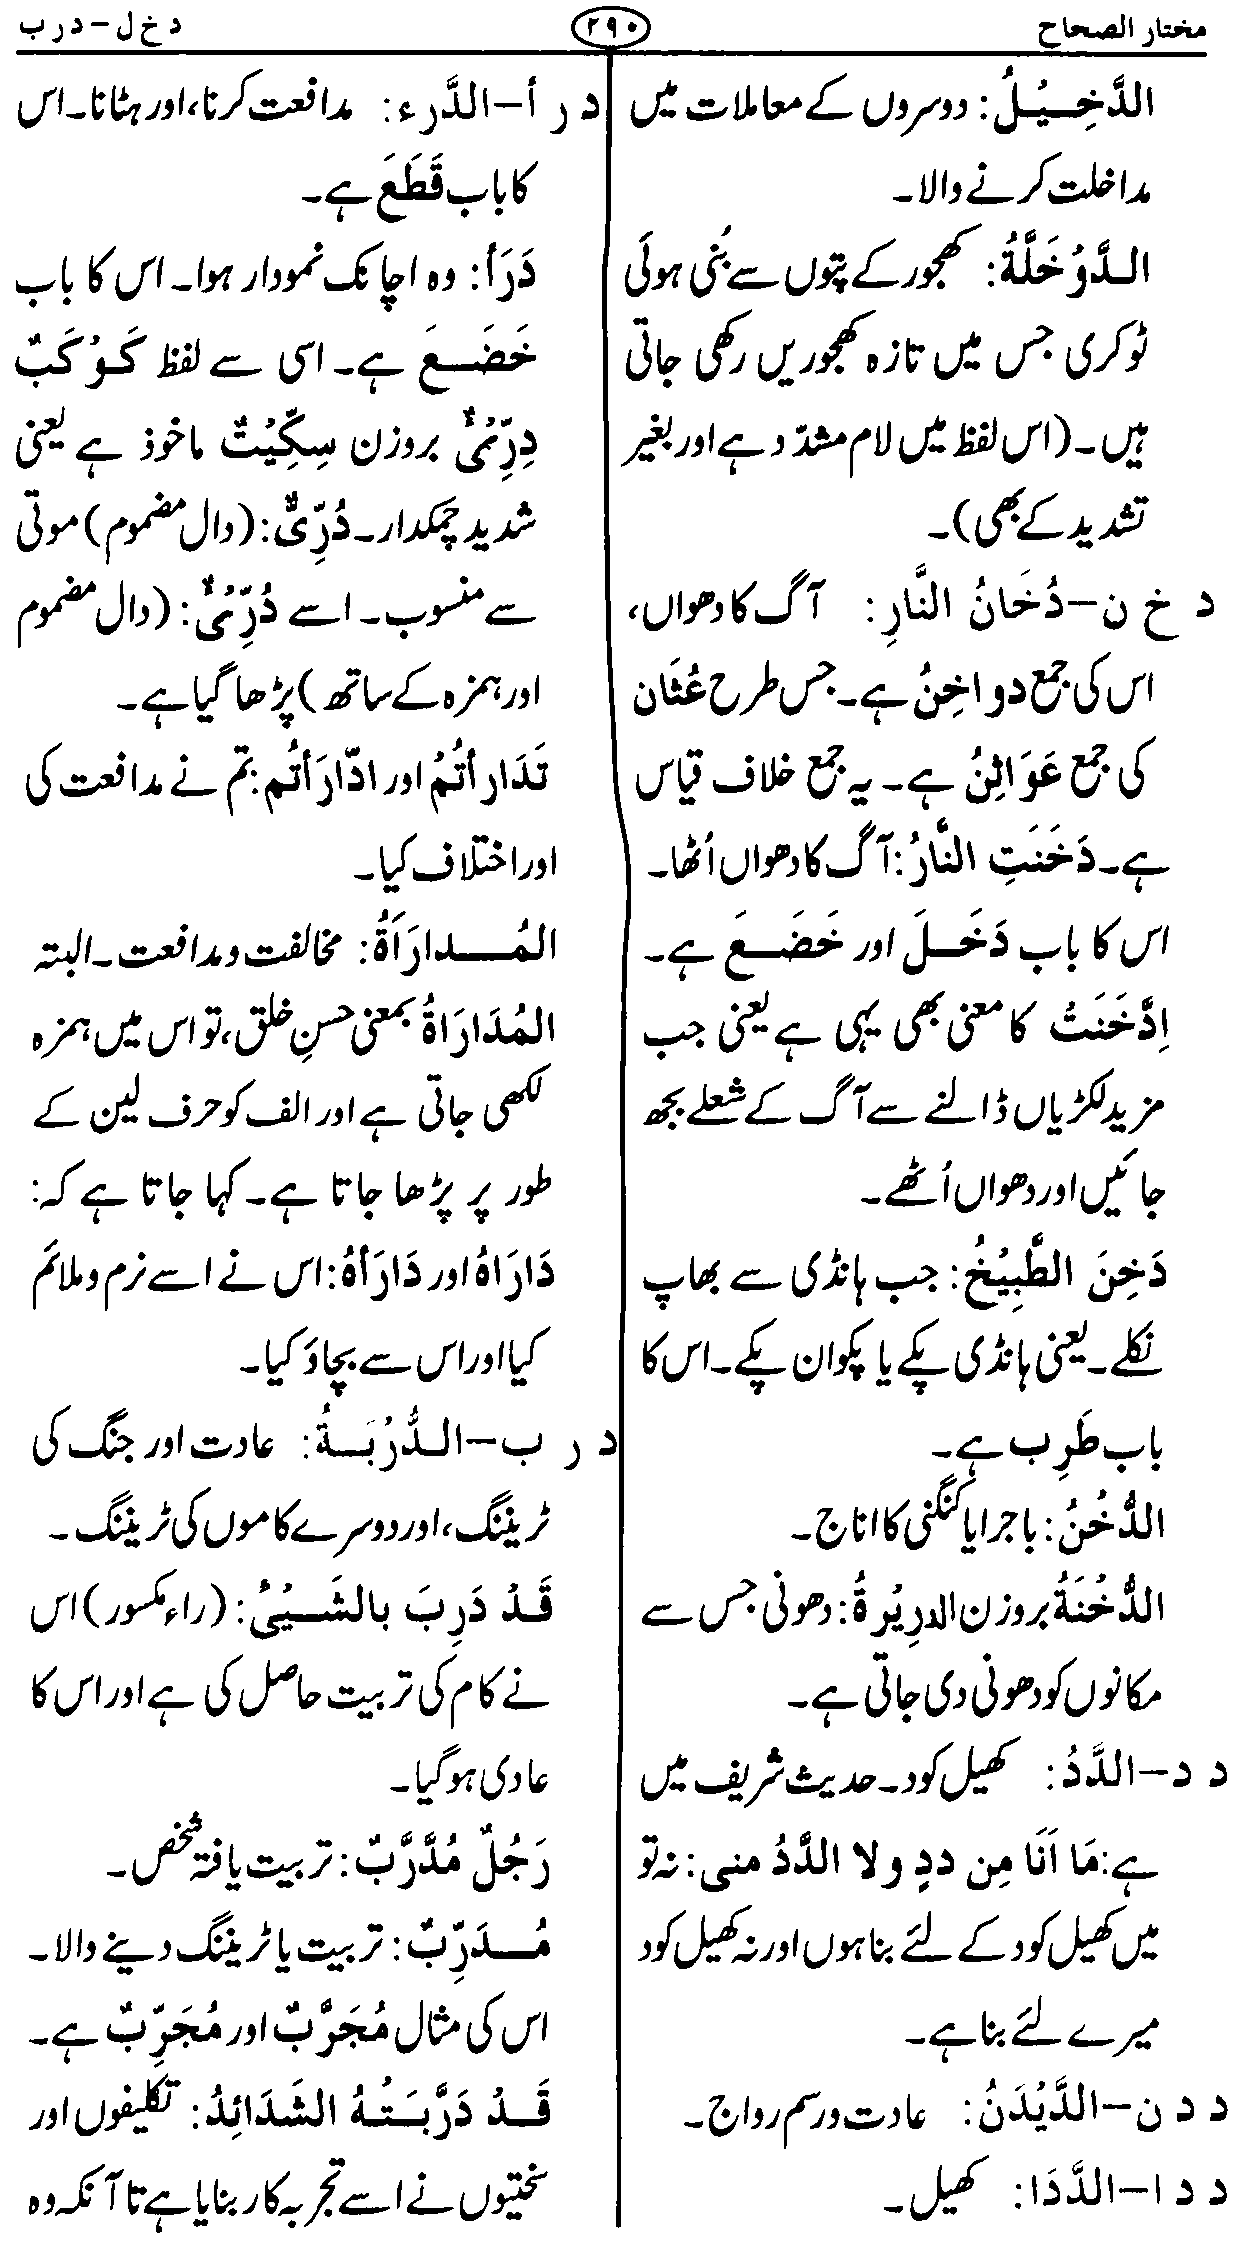 مختار الصحاح
۲۹۰
د خ ل – د ر ب
الدَّخِيْلُ: دوسروں کے معاملات میں
مداخلت کرنے والا۔
الدَّوْخَلَّةُ: کھجور کے پتوں سے بُنی ہوئی
ٹوکری جس میں تازہ کھجوریں رکھی جاتی
ہیں۔ (اس لفظ میں لام مشدّد ہے اور بغیر
تشدید کے بھی)۔
د خ ن – دُخَانُ النَّارِ: آگ کا دھواں،
اس کی جمع دواخِنُ ہے۔ جس طرح عُثَان
کی جمع عَوَاثِنُ ہے۔ یہ جمع خلاف قیاس
ہے۔ دَخَنَتِ النَّارُ: آگ کا دھواں اُٹھا۔
اس کا باب دَخَلَ اور خَضَعَ ہے۔
اِدَّخَنَتْ کا معنی بھی یہی ہے یعنی جب
مزید لکڑیاں ڈالنے سے آگ کے شعلے بجھ
جائیں اور دھواں اُٹھے۔
دَخِنَ الطَّبِيْخُ: جب ہانڈی سے بھاپ
نکلے۔ یعنی ہانڈی پکے یا پکوان پکے۔ اس کا
باب طَرِب ہے۔
الدُّخْنُ: باجرا یا کنگنی کا اناج۔
الدُّخْنَةُ بروزن الدرِيْرةُ: دھونی جس سے
مکانوں کو دھونی دی جاتی ہے۔
د د – الدَّدُ: کھیل کود۔ حدیث شریف میں
ہے: مَا اَنَا مِن ددٍ ولا الدَّدُ منی: نہ تو
میں کھیل کود کے لئے بنا ہوں اور نہ کھیل کود
میرے لئے بنا ہے۔
د د ن – الدَّيْدَنُ: عادت و رسم رواج۔
د د ا – الدَّدَا: کھیل۔
د ر أ – الدَّرء: مدافعت کرنا، اور ہٹانا۔ اس
کا باب قَطَعَ ہے۔
دَرَأ: وہ اچانک نمودار ہوا۔ اس کا باب
خَضَعَ ہے۔ اسی سے لفظ كَوْكَبٌ
دِرِّيْءٌ بروزن سِكِّيْتٌ ماخوذ ہے یعنی
شدید چمکدار۔ دُرِّيٌّ: (دال مضموم) موتی
سے منسوب۔ اسے دُرِّيْءٌ: (دال مضموم
اور ہمزہ کے ساتھ) پڑھا گیا ہے۔
تَدَارأتُمْ اور ادّارَأتُم: تم نے مدافعت کی
اور اختلاف کیا۔
المُدارَأَةُ: مخالفت و مدافعت۔ البتہ
المُدَارَاةُ بمعنی حسنِ خلق، تو اس میں ہمزہ
لکھی جاتی ہے اور الف کو حرف لین کے
طور پر پڑھا جاتا ہے۔ کہا جاتا ہے کہ:
دَارَاهُ اور دَارَأهُ: اس نے اسے نرم و ملائم
کیا اور اس سے بچاؤ کیا۔
د ر ب – الدُّرْبَةُ: عادت اور جنگ کی
ٹریننگ، اور دوسرے کاموں کی ٹریننگ۔
قَدْ دَرِبَ بالشَيْیُٔ: (راء مکسور) اس
نے کام کی تربیت حاصل کی ہے اور اس کا
عادی ہو گیا۔
رَجُلٌ مُدَّرَّبٌ: تربیت یافتہ شخص۔
مُدَرِّبٌ: تربیت یا ٹریننگ دینے والا۔
اس کی مثال مُجَرَّبٌ اور مُجَرِّبٌ ہے۔
قَدْ دَرَّبَتْهُ الشَدَائِدُ: تکلیفوں اور
سختیوں نے اسے تجربہ کار بنایا ہے تا آنکہ وہ